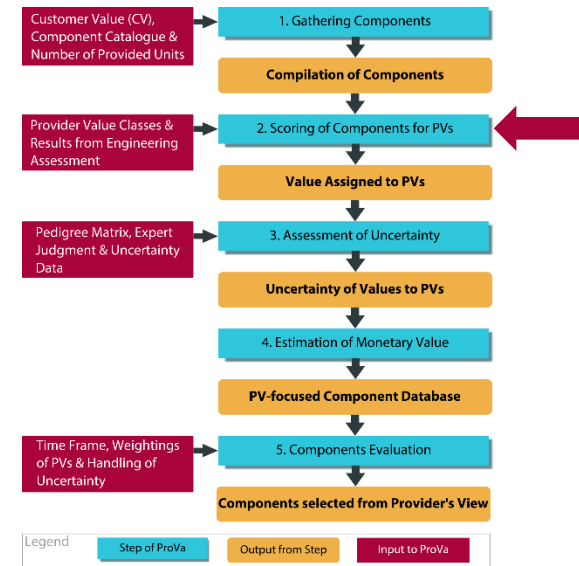 Customer Value (CV),
Component Catalogue &
Number of Provided Units
1. Gathering Components
Compilation of Components
Provider Value Classes &
Results from Engineering
Assessment
2. Scoring of Components for PVs
Value Assigned to PVs
Pedigree Matrix, Expert
Judgment & Uncertainty
Data
3. Assessment of Uncertainty
Uncertainty of Values to PVs
4. Estimation of Monetary Value
PV-focused Component Database
Time Frame, Weightings
of PVs & Handling of
Uncertainty
5. Components Evaluation
Components selected from Provider's View
Legend
Step of ProVa
Output from Step
Input to ProVa